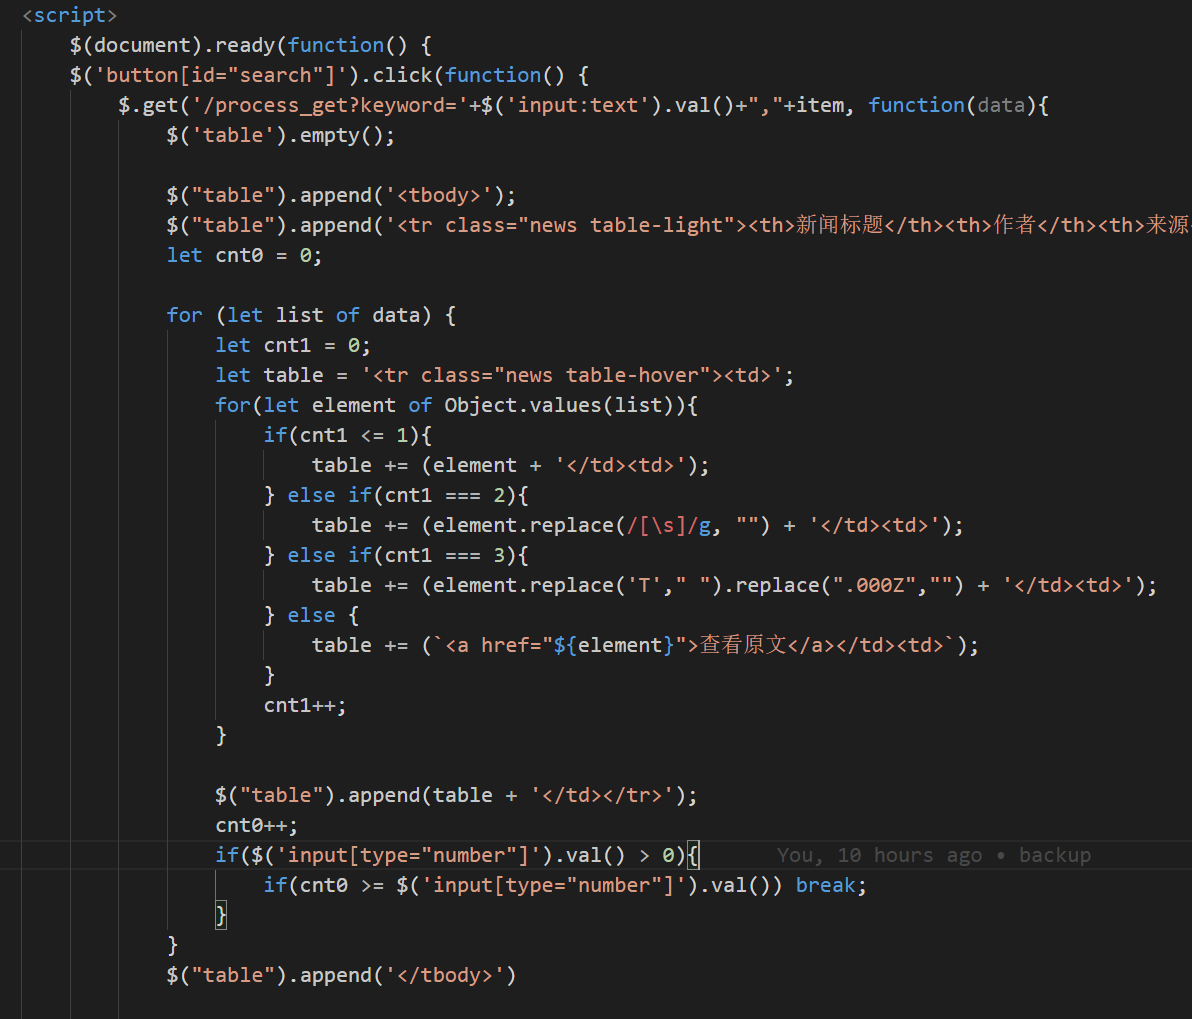 <script>
$(document).ready(function() {
$('button[id="search"]').click(function() {
$.get('/process_get?keyword='+$('input:text').val()+","+item, function(data){
$('table').empty();
$("table").append('<tbody>');
$("table").append('<tr class="news table-light"><th>新闻标题</th><th>作者</th><th>来源
let cnt0 = 0;
for (let list of data) {
let cnt1 = 0;
let table = '<tr class="news table-hover"><td>';
for(let element of Object.values(list)){
if(cnt1 <= 1){
table += (element + '</td><td>');
} else if(cnt1 === 2){
table += (element.replace(/[\s]/g, "") + '</td><td>');
} else if(cnt1 === 3){
table += (element.replace('T'," ").replace(".000Z","") + '</td><td>');
} else {
table += (`<a href="${element}">查看原文</a></td><td>`);
}
cnt1++;
}
$("table").append(table + '</td></tr>');
cnt0++;
if($('input[type="number"]').val() > 0){ You, 10 hours ago • backup
if(cnt0 >= $('input[type="number"]').val()) break;
}
}
$("table").append('</tbody>')